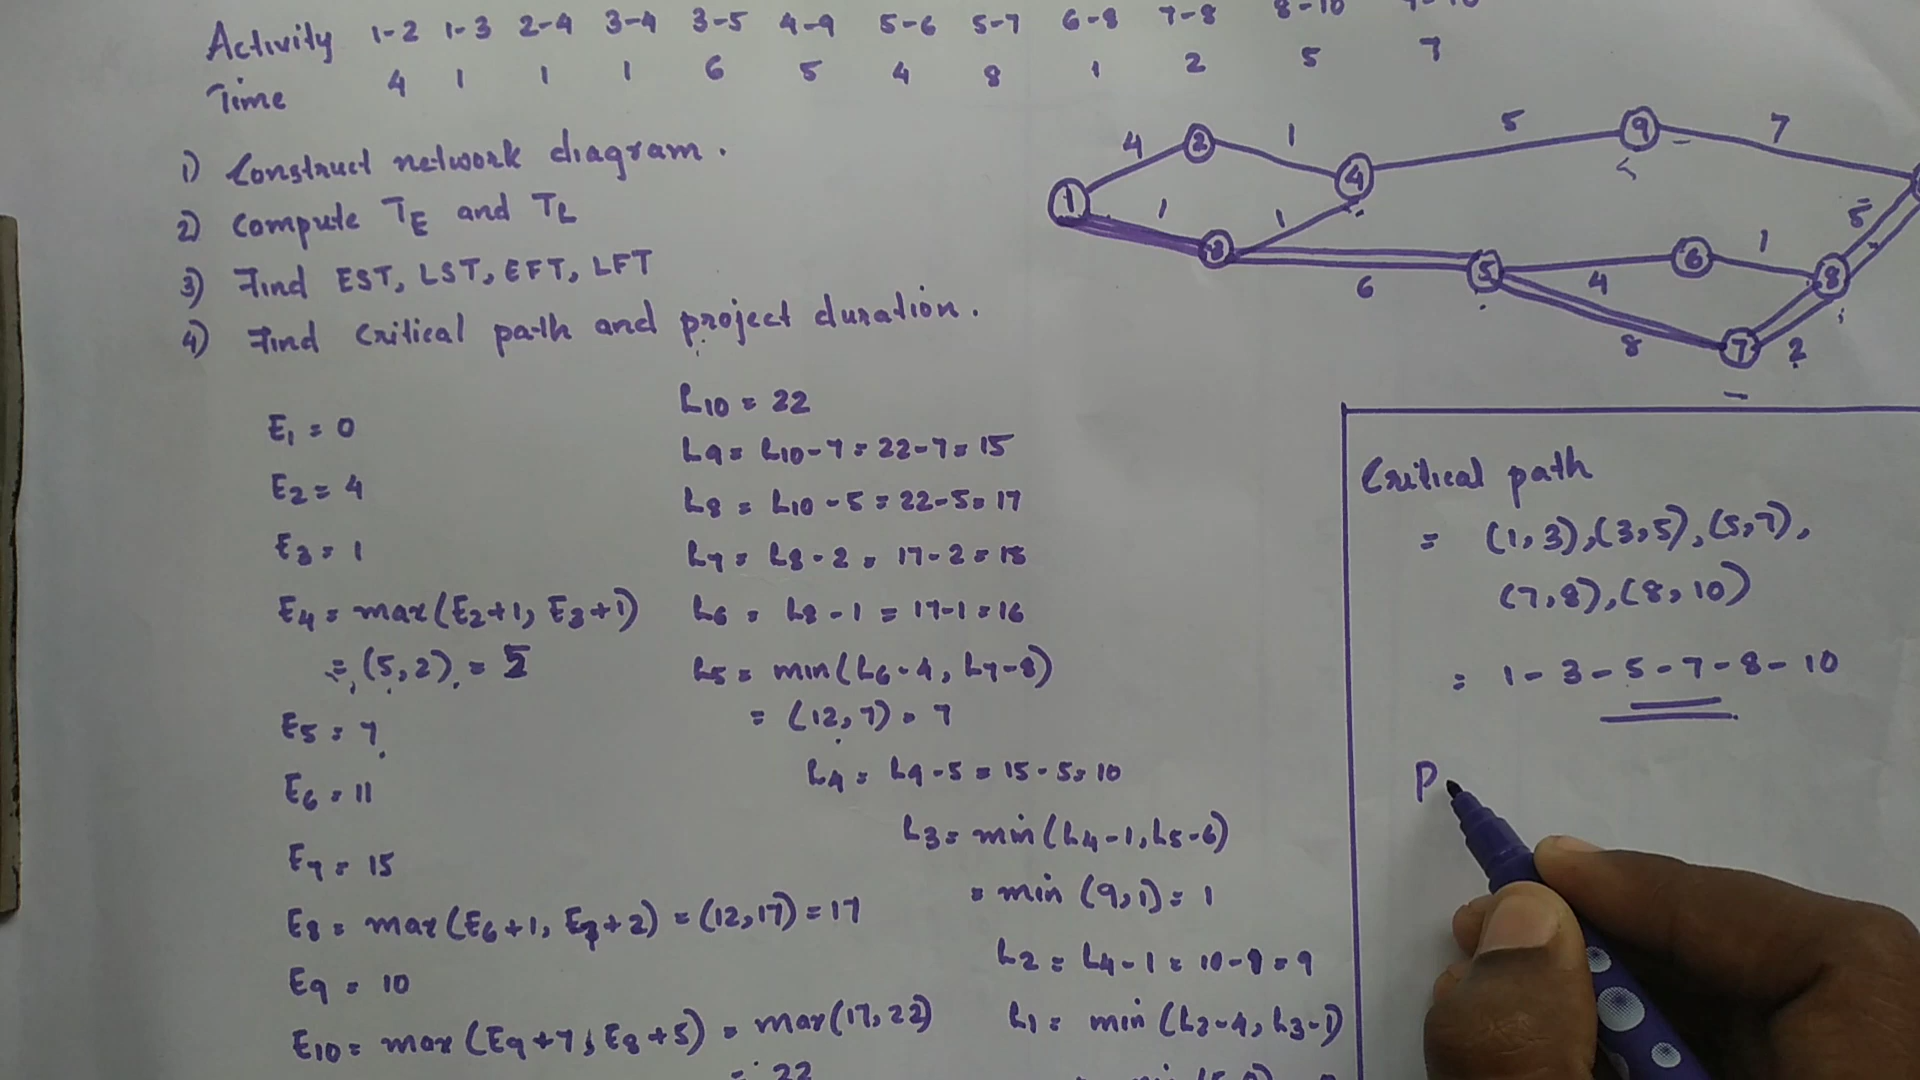 Activity 1-2 1-3 2-4 3-4 3-5 4-9 5-6 5-7 6-8 7-8 8-10
Time 4 1 1 1 6 5 4 8 1 2 5 7
1) Construct network diagram.
2) Compute TE and TL
3) Find EST, LST, EFT, LFT
4) Find Critical path and project duration.
4 2 1 5 9 7
1 1 1 4 5
3 6 5 4 6 1 8
8 7 2
E1 = 0
E2 = 4
E3 = 1
E4 = max(E2+1, E3+1)
= (5,2) = 5
E5 = 7
E6 = 11
E7 = 15
E8 = max(E6+1, E7+2) = (12,17) = 17
E9 = 10
E10 = max(E9+7, E8+5) = max(17,22)
= 22
L10 = 22
L9 = L10-7 = 22-7 = 15
L8 = L10-5 = 22-5 = 17
L7 = L8-2 = 17-2 = 15
L6 = L8-1 = 17-1 = 16
L5 = min(L6-4, L7-8)
= (12,7) = 7
L4 = L9-5 = 15-5 = 10
L3 = min(L4-1, L5-6)
= min (9,1) = 1
L2 = L4-1 = 10-1 = 9
L1 = min (L2-4, L3-1)
Critical path
= (1,3),(3,5),(5,7),
(7,8),(8,10)
= 1-3-5-7-8-10
P